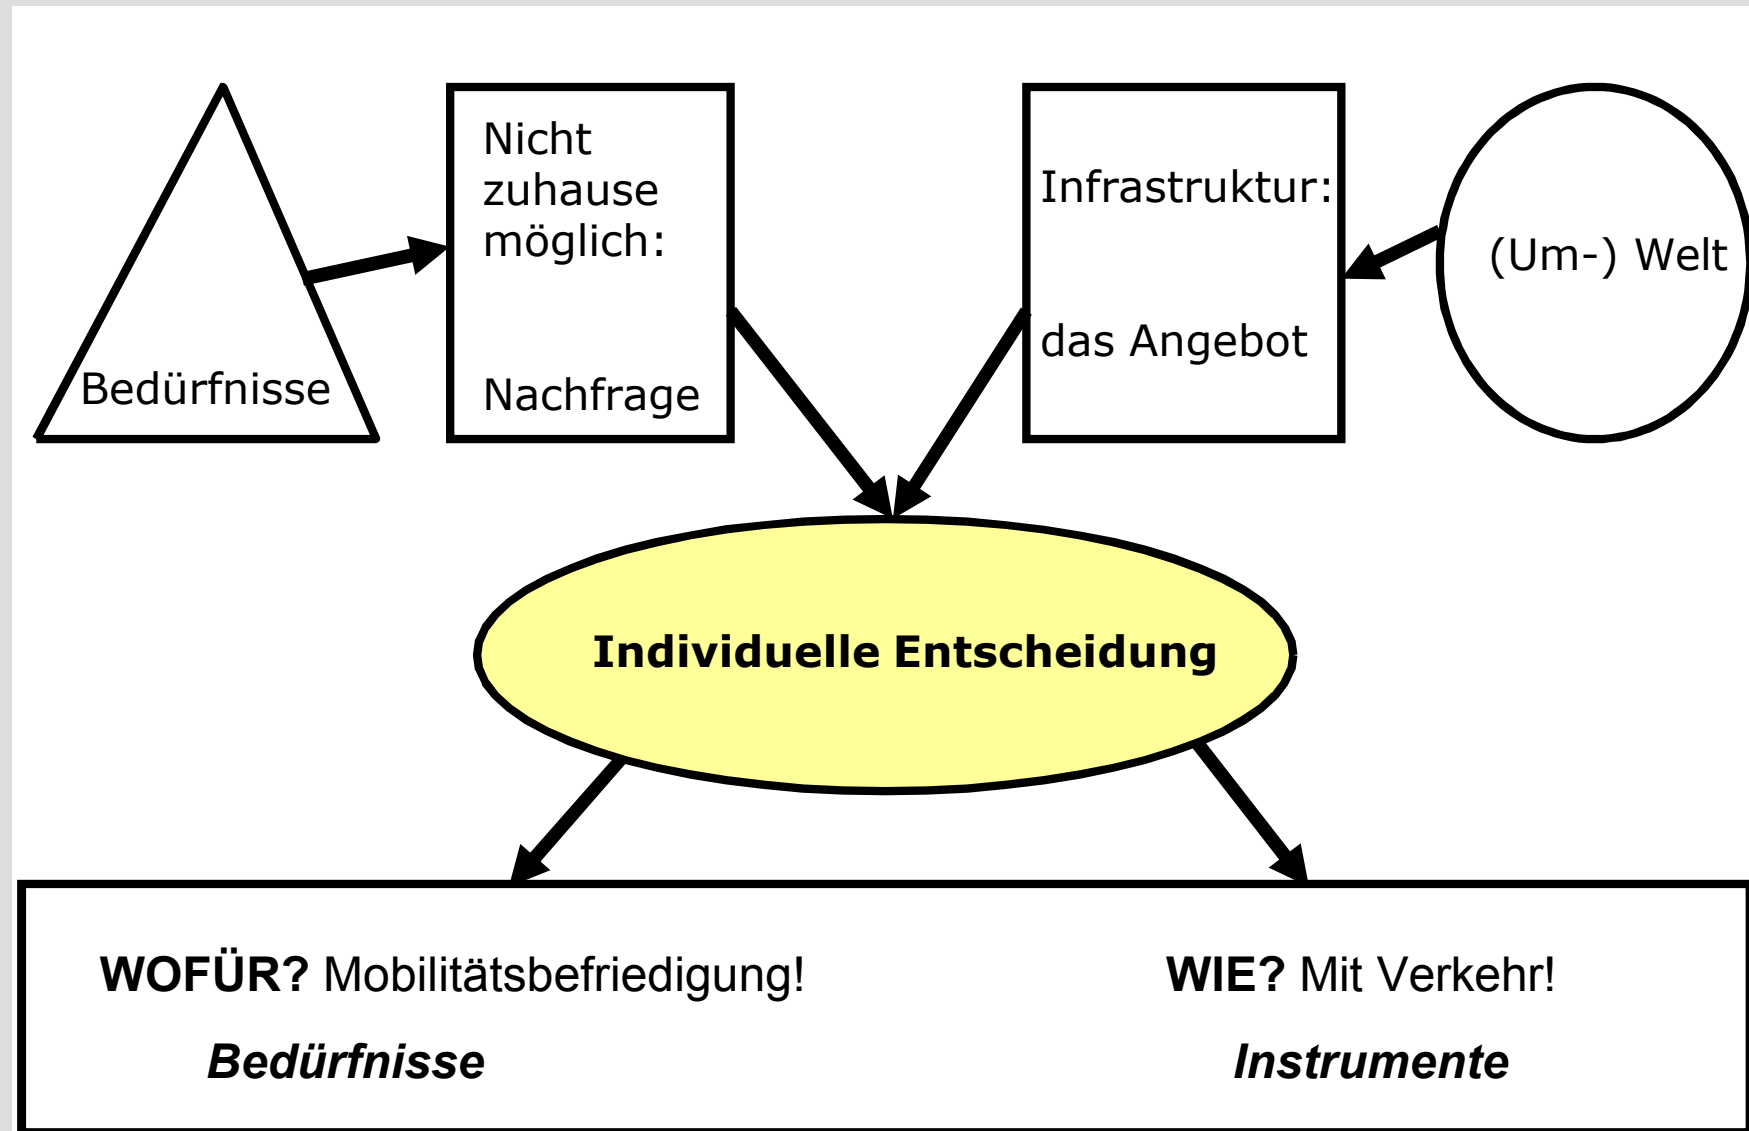 Bedürfnisse
Nicht
zuhause
möglich:
Nachfrage
Infrastruktur:
das Angebot
(Um-) Welt
Individuelle Entscheidung
WOFÜR? Mobilitätsbefriedigung!
Bedürfnisse
WIE? Mit Verkehr!
Instrumente